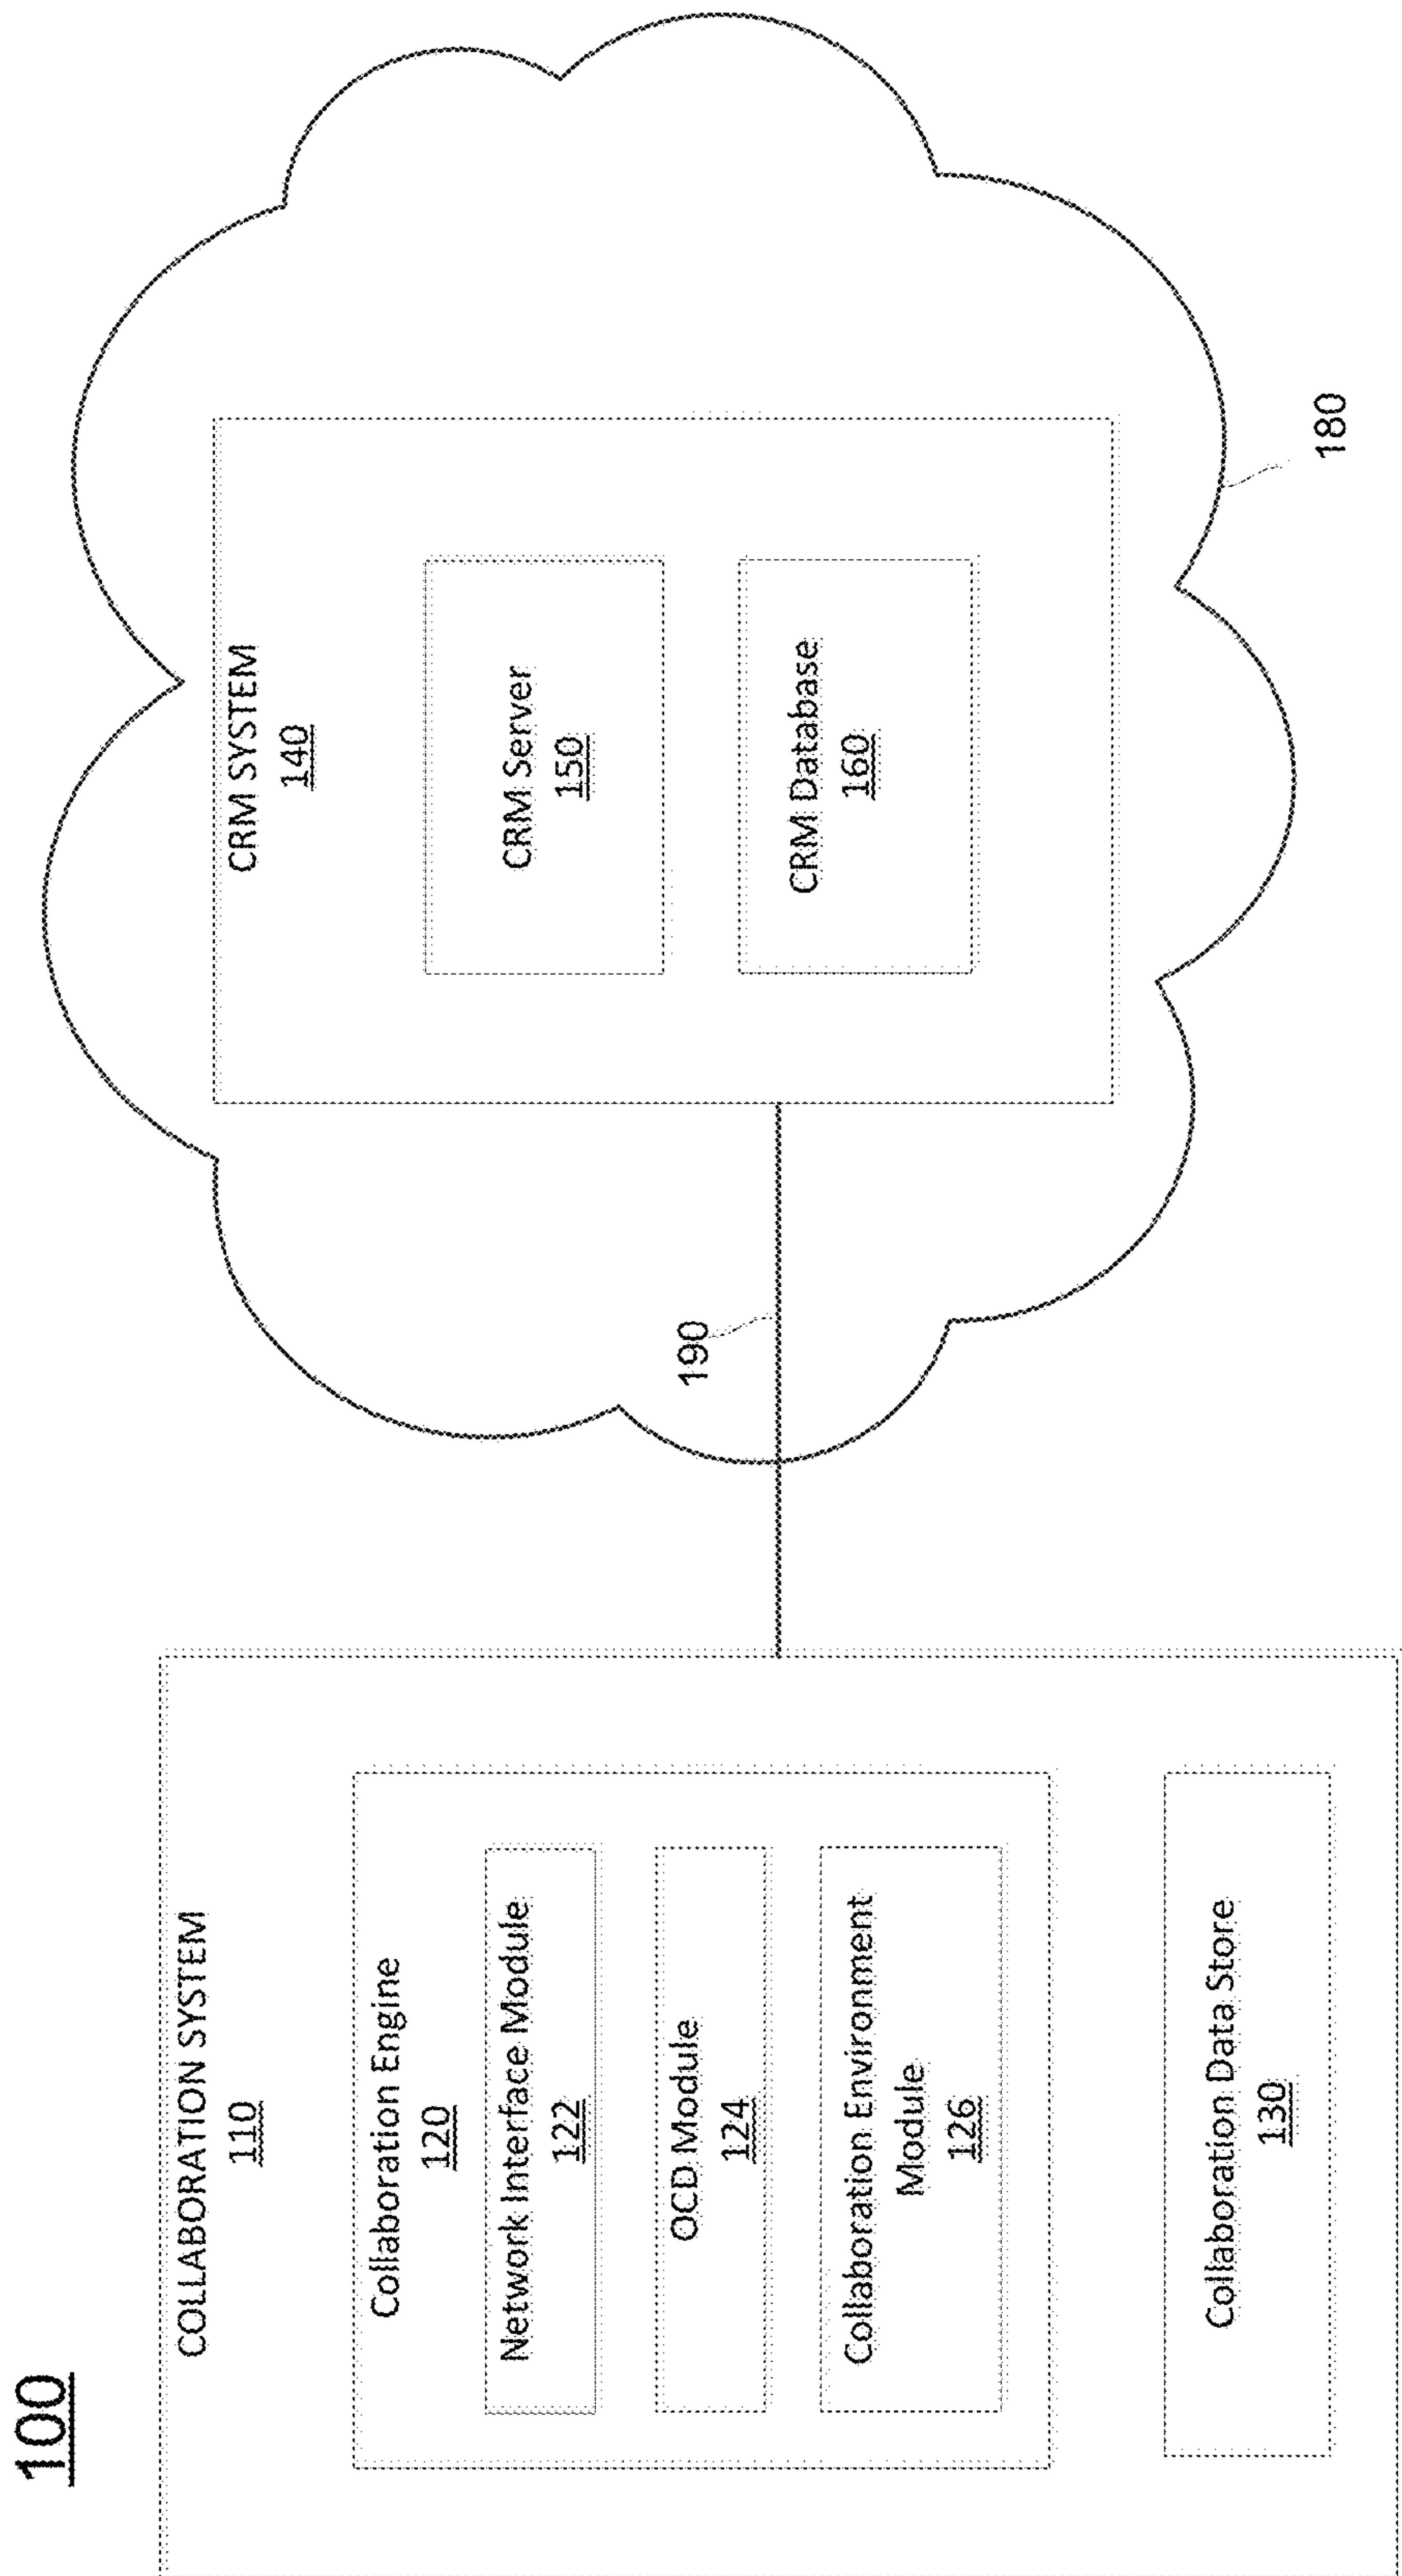 100
COLLABORATION SYSTEM
110
Collaboration Engine
120
Network Interface Module
122
OCD Module
124
Collaboration Environment
Module
126
Collaboration Data Store
130
190
CRM SYSTEM
140
CRM Server
150
CRM Database
160
180